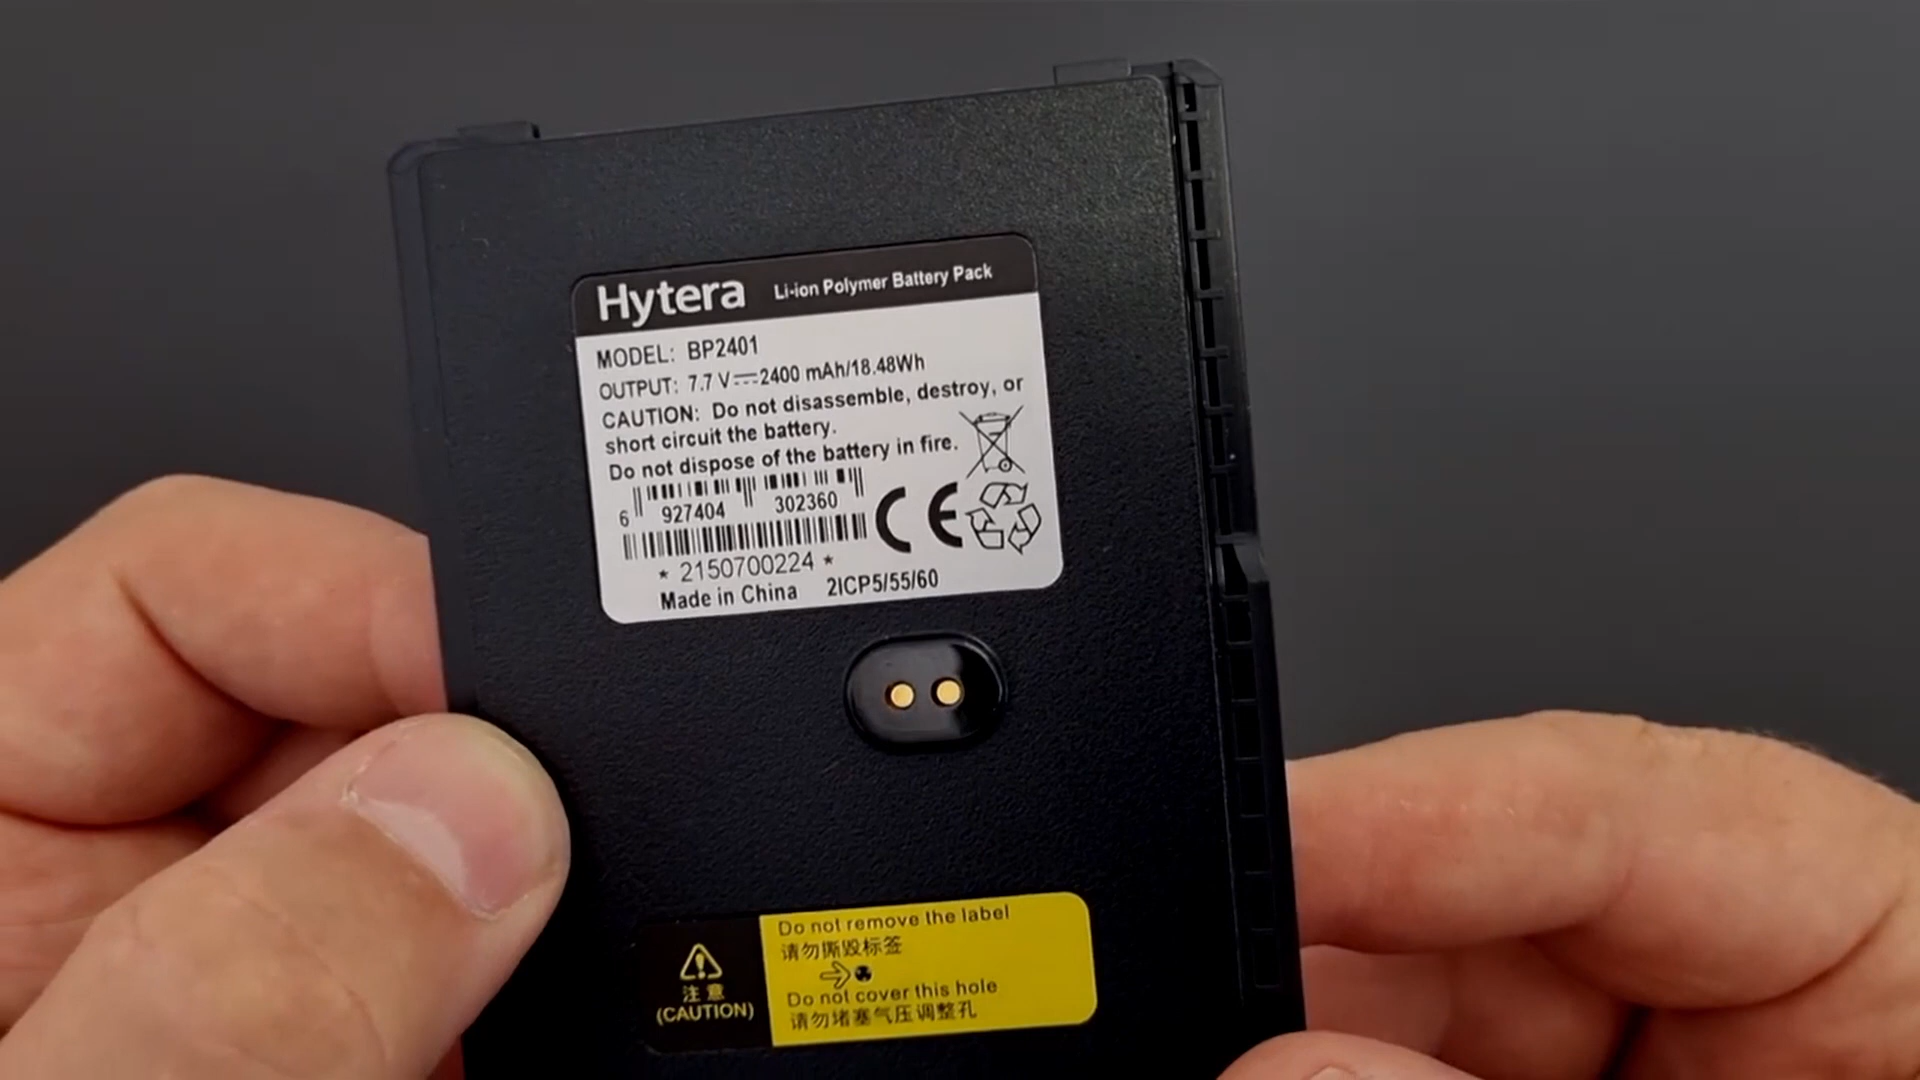 Hytera Li-ion Polymer Battery Pack
MODEL: BP2401
OUTPUT: 7.7 V⎓2400 mAh/18.48Wh
CAUTION: Do not disassemble, destroy, or
short circuit the battery.
Do not dispose of the battery in fire.
6 927404 302360
CE
* 2150700224 *
Made in China 2ICP5/55/60
Do not remove the label
请勿撕毁标签
Do not cover this hole
请勿堵塞气压调整孔
注意
(CAUTION)